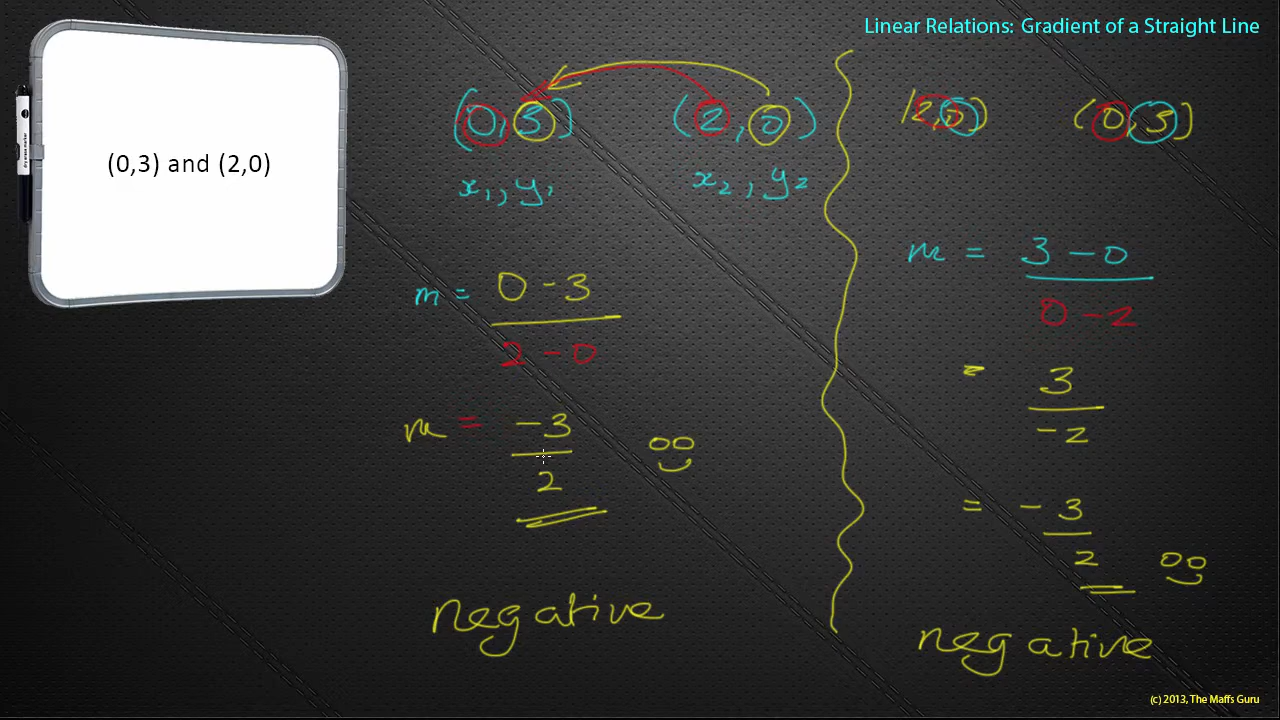 Linear Relations: Gradient of a Straight Line
(0,3) and (2,0)
(0, 3) (2, 0)
x₁, y₁ x₂, y₂
m = 0 - 3
2 - 0
m = -3
2
negative
(2,0) (0, 3)
m = 3 - 0
0 - 2
= 3
-2
= -3
2
negative
(c) 2013, The Maffs Guru